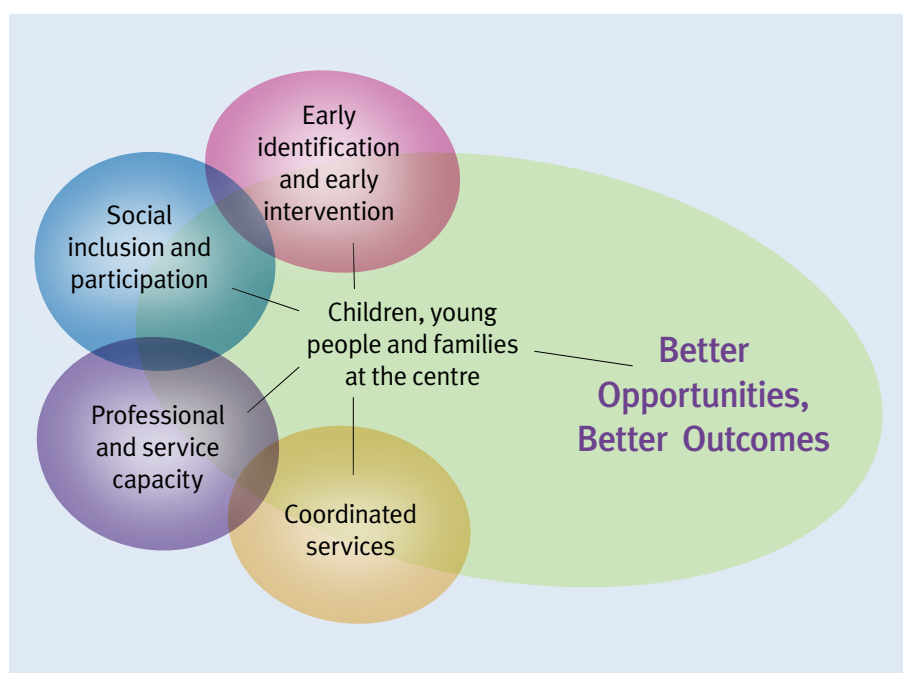 Early
identification
and early
intervention
Social
inclusion and
participation
Children, young
people and families
at the centre
Better
Opportunities,
Better Outcomes
Professional
and service
capacity
Coordinated
services